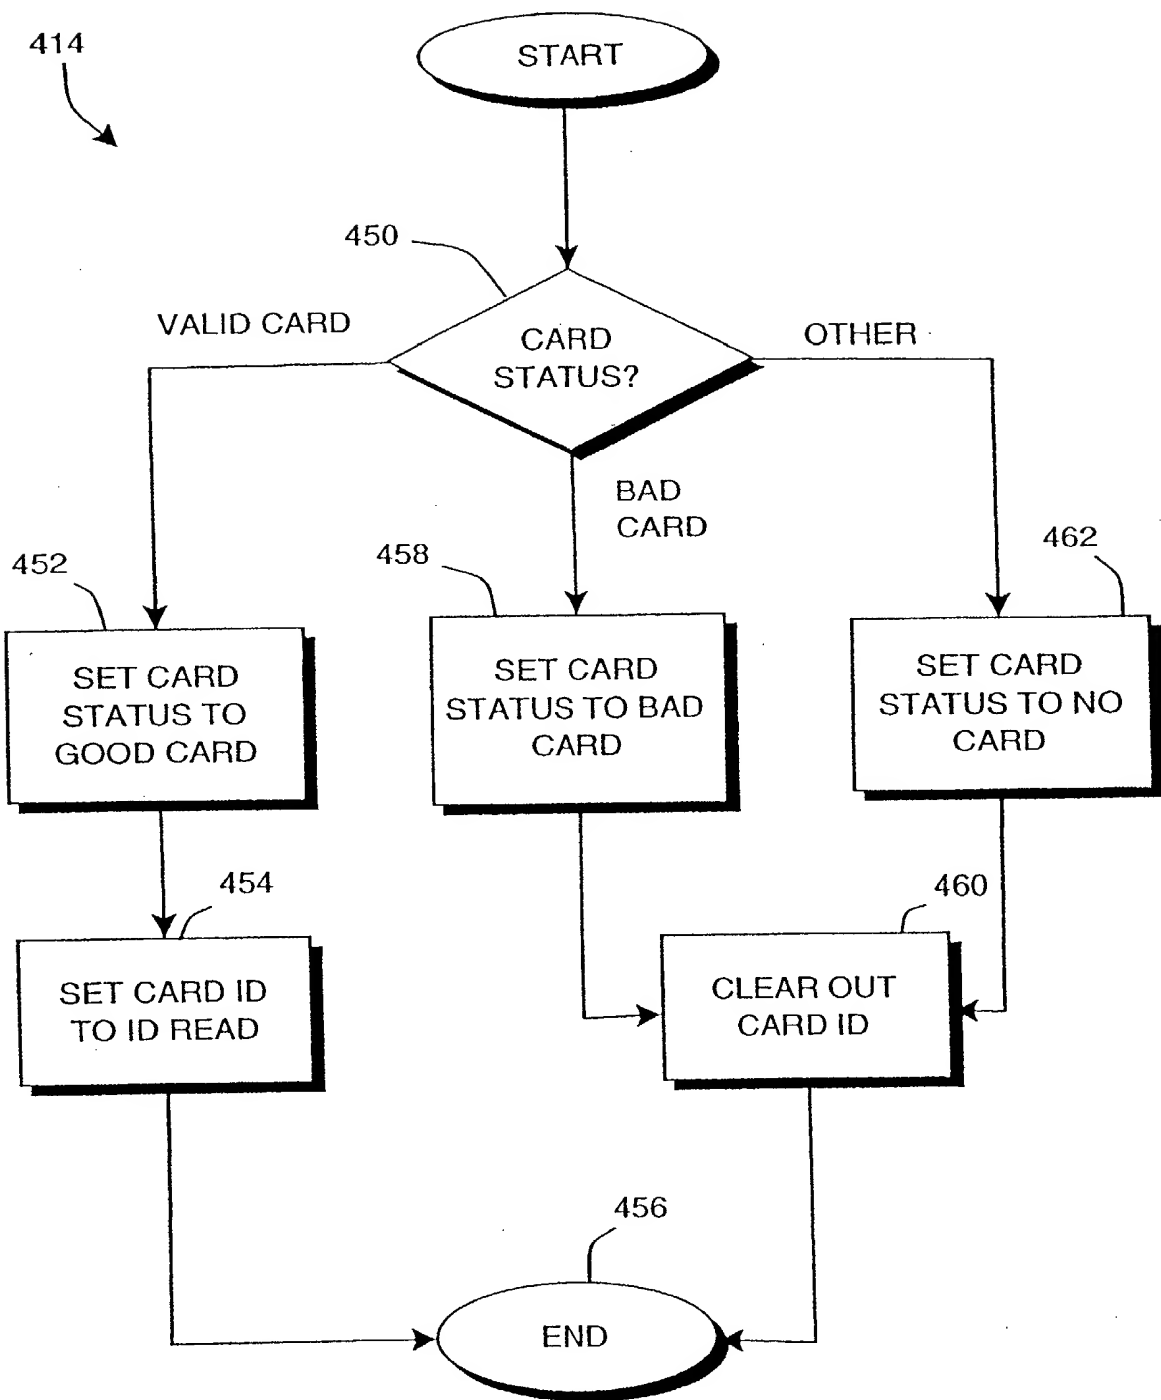 414
START
450
VALID CARD
CARD
STATUS?
OTHER
BAD
CARD
452
458
462
SET CARD
STATUS TO
GOOD CARD
SET CARD
STATUS TO BAD
CARD
SET CARD
STATUS TO NO
CARD
454
460
SET CARD ID
TO ID READ
CLEAR OUT
CARD ID
456
END